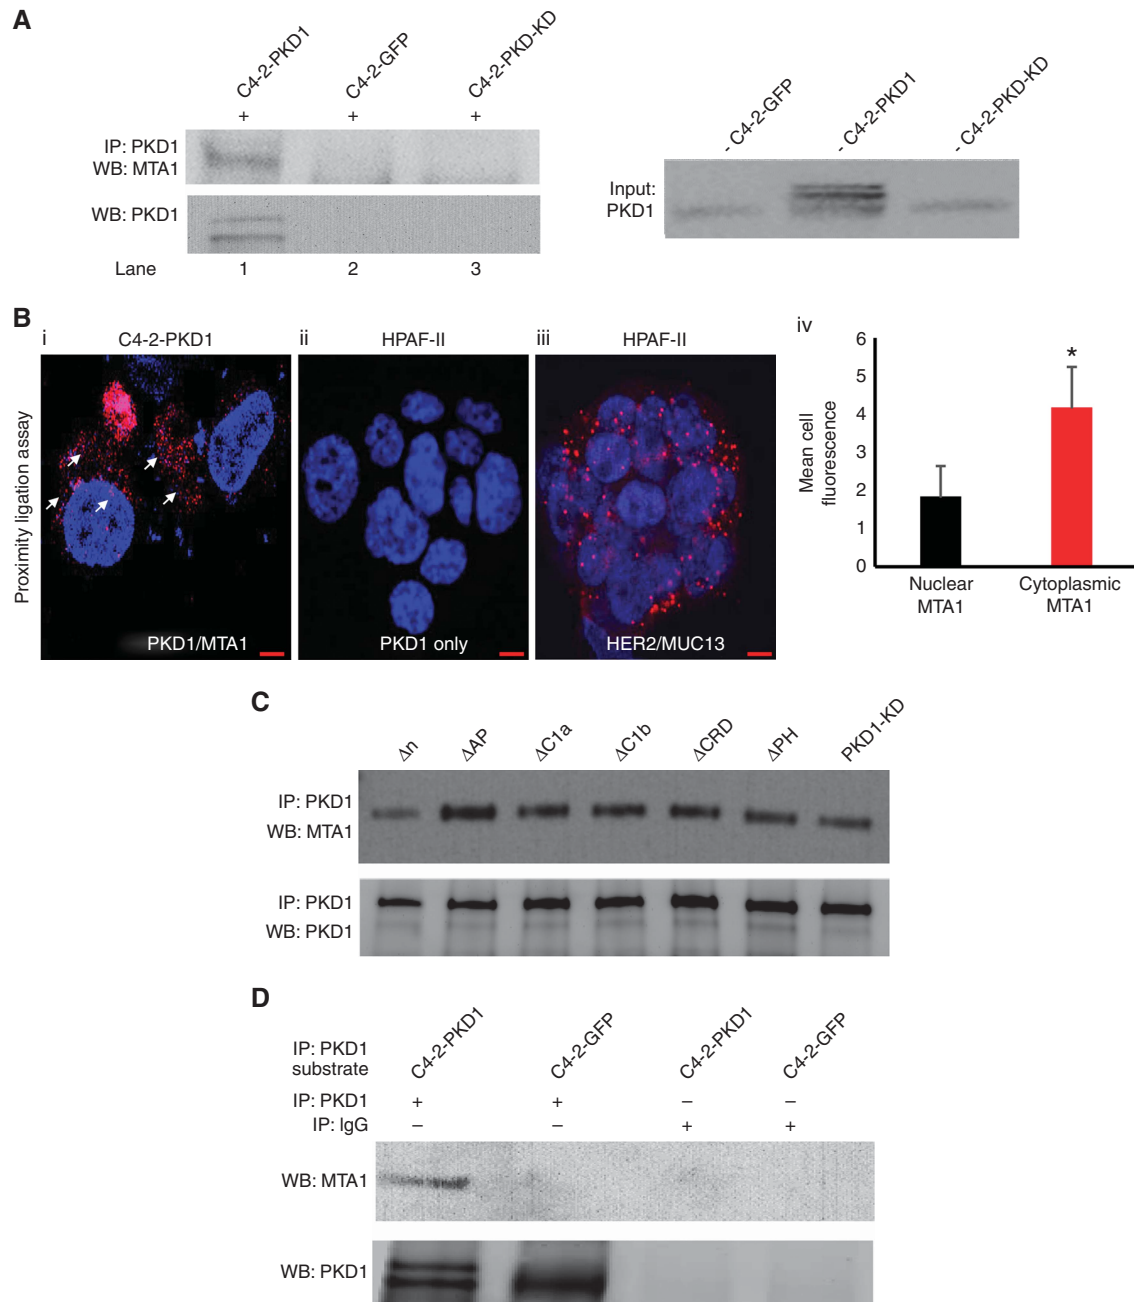 A
C4-2-PKD1
C4-2-GFP
C4-2-PKD-KD
+ + +
IP: PKD1
WB: MTA1
WB: PKD1
Lane 1 2 3
- C4-2-GFP
- C4-2-PKD1
- C4-2-PKD-KD
Input:
PKD1
B
i C4-2-PKD1
ii HPAF-II
iii HPAF-II
Proximity ligation assay
PKD1/MTA1
PKD1 only
HER2/MUC13
iv
Mean cell
fluorescence
6
5
4
3
2
1
0
*
Nuclear
MTA1
Cytoplasmic
MTA1
C
Δn
ΔAP
ΔC1a
ΔC1b
ΔCRD
ΔPH
PKD1-KD
IP: PKD1
WB: MTA1
IP: PKD1
WB: PKD1
D
IP: PKD1
substrate
C4-2-PKD1
C4-2-GFP
C4-2-PKD1
C4-2-GFP
IP: PKD1 + + – –
IP: IgG – – + +
WB: MTA1
WB: PKD1